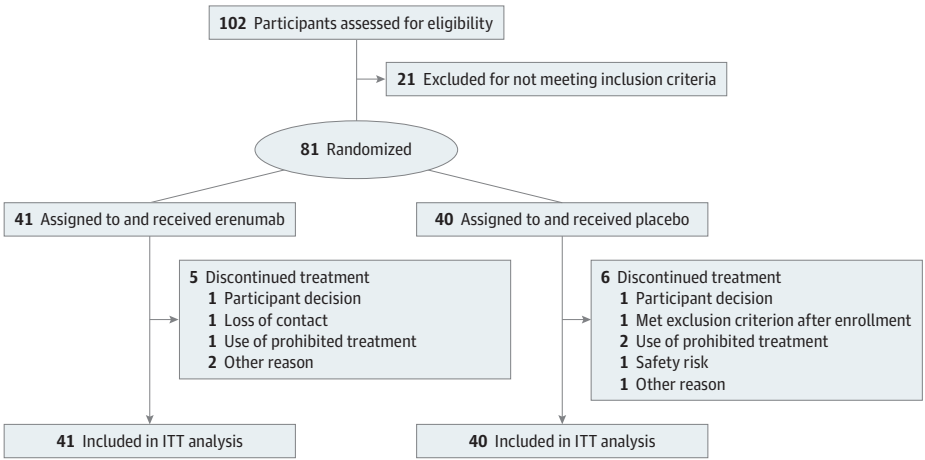 102 Participants assessed for eligibility
21 Excluded for not meeting inclusion criteria
81 Randomized
41 Assigned to and received erenumab
40 Assigned to and received placebo
5 Discontinued treatment
1 Participant decision
1 Loss of contact
1 Use of prohibited treatment
2 Other reason
6 Discontinued treatment
1 Participant decision
1 Met exclusion criterion after enrollment
2 Use of prohibited treatment
1 Safety risk
1 Other reason
41 Included in ITT analysis
40 Included in ITT analysis